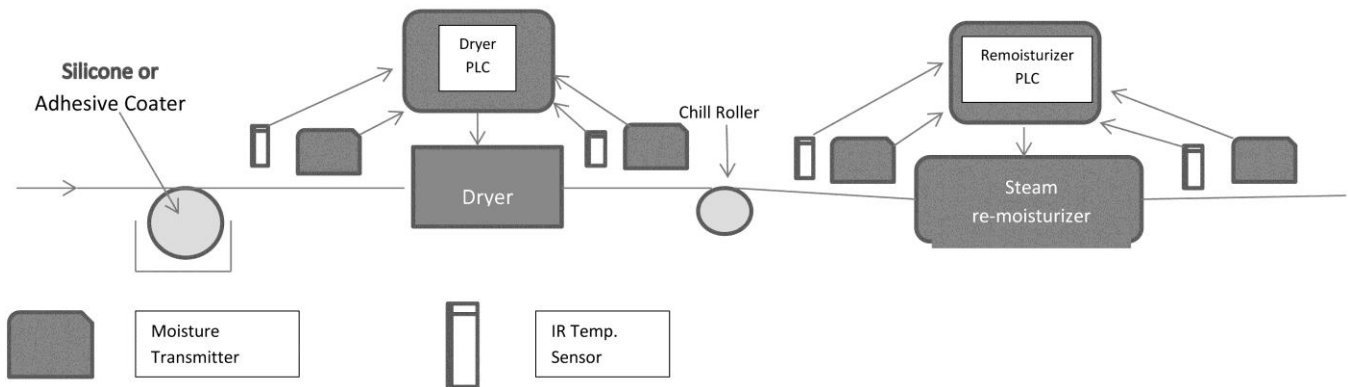 Silicone or
Adhesive Coater
Dryer
PLC
Dryer
Chill Roller
Remoisturizer
PLC
Steam
re-moisturizer
Moisture
Transmitter
IR Temp.
Sensor